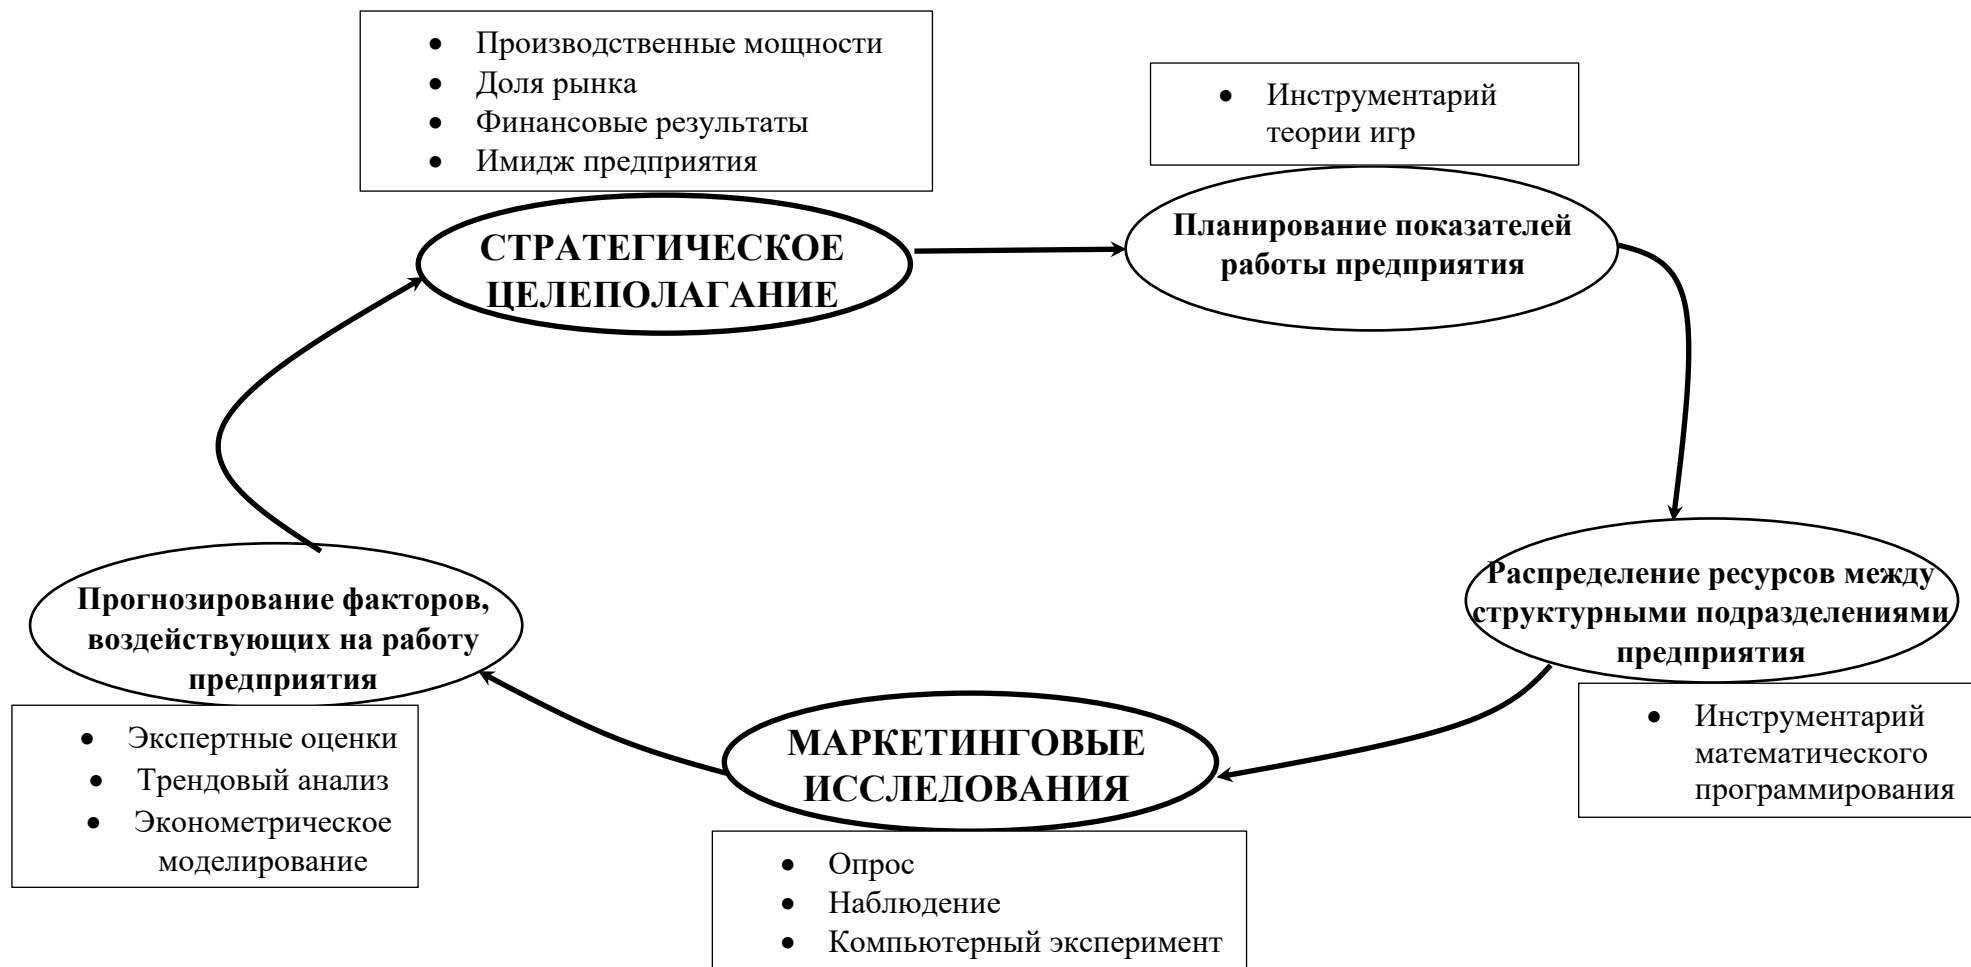 • Производственные мощности
• Доля рынка
• Финансовые результаты
• Имидж предприятия
СТРАТЕГИЧЕСКОЕ
ЦЕЛЕПОЛАГАНИЕ
• Инструментарий
теории игр
Планирование показателей
работы предприятия
Распределение ресурсов между
структурными подразделениями
предприятия
• Инструментарий
математического
программирования
МАРКЕТИНГОВЫЕ
ИССЛЕДОВАНИЯ
• Опрос
• Наблюдение
• Компьютерный эксперимент
Прогнозирование факторов,
воздействующих на работу
предприятия
• Экспертные оценки
• Трендовый анализ
• Эконометрическое
моделирование